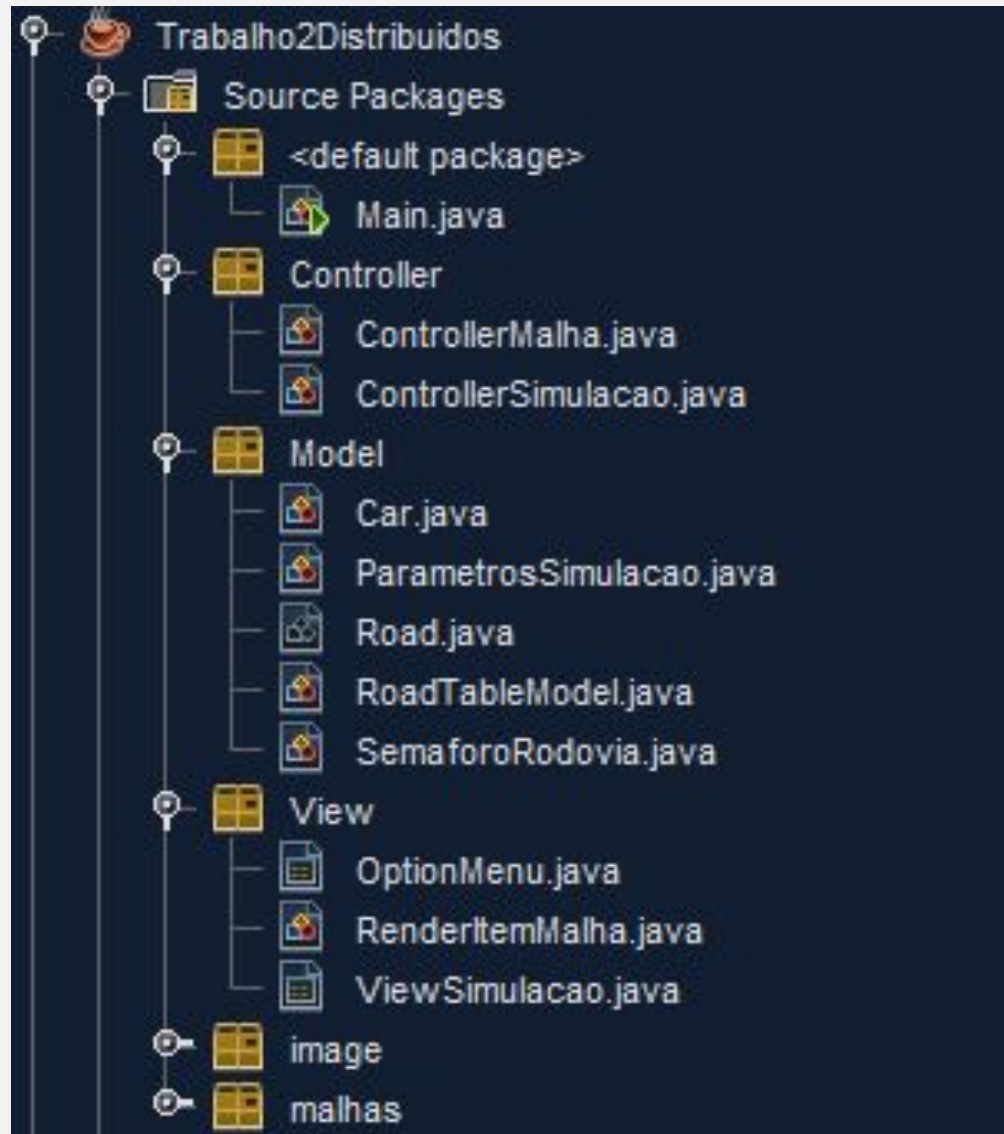 Trabalho2Distribuidos
Source Packages
<default package>
Main.java
Controller
ControllerMalha.java
ControllerSimulacao.java
Model
Car.java
ParametrosSimulacao.java
Road.java
RoadTableModel.java
SemaforoRodovia.java
View
OptionMenu.java
RenderItemMalha.java
ViewSimulacao.java
image
malhas